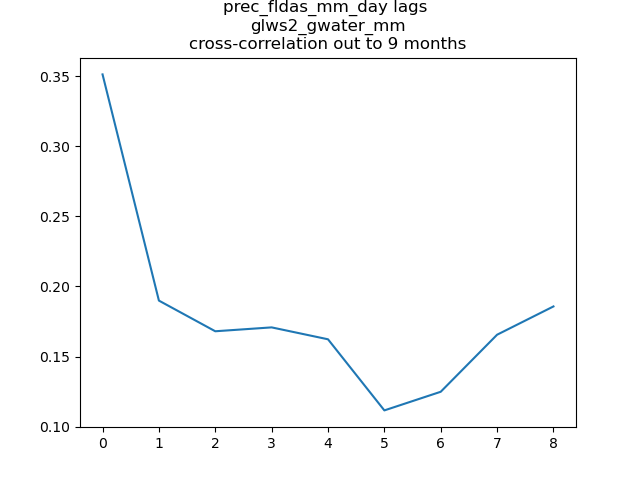 prec_fldas_mm_day lags
glws2_gwater_mm
cross-correlation out to 9 months
0.35
0.30
0.25
0.20
0.15
0.10
0 1 2 3 4 5 6 7 8